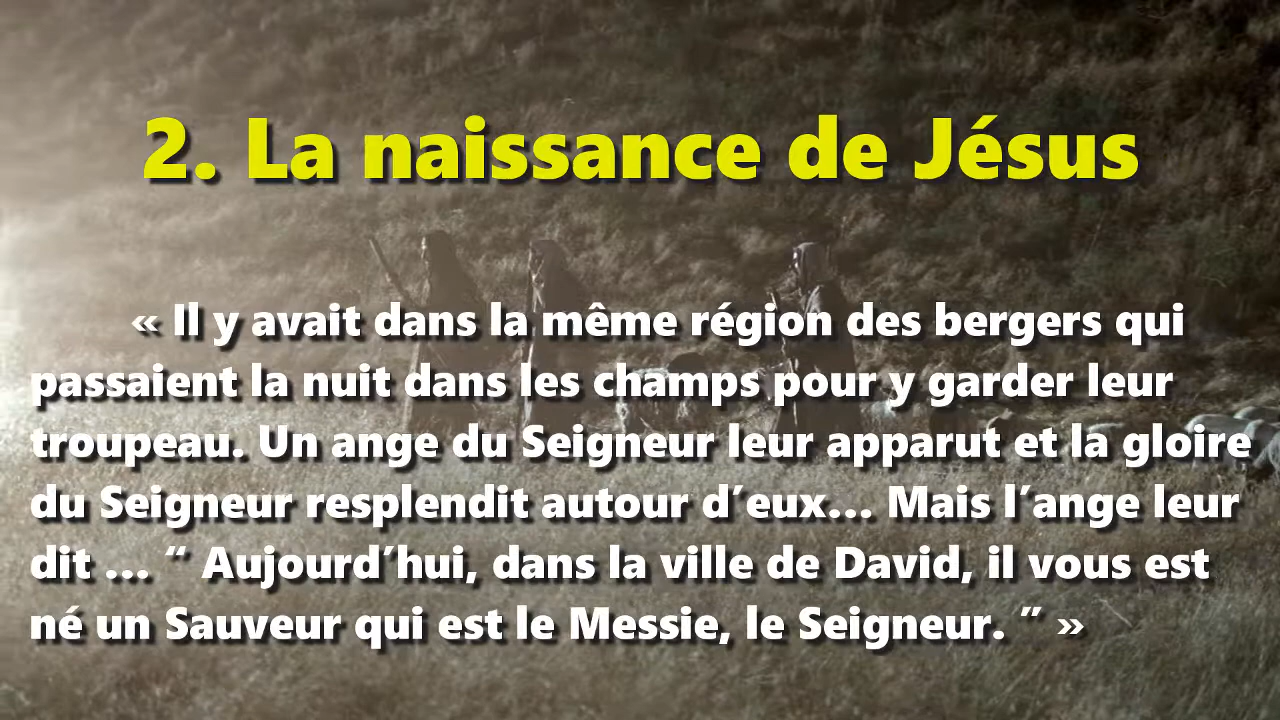 2. La naissance de Jésus
« Il y avait dans la même région des bergers qui
passaient la nuit dans les champs pour y garder leur
troupeau. Un ange du Seigneur leur apparut et la gloire
du Seigneur resplendit autour d’eux… Mais l’ange leur
dit … “ Aujourd’hui, dans la ville de David, il vous est
né un Sauveur qui est le Messie, le Seigneur. ” »